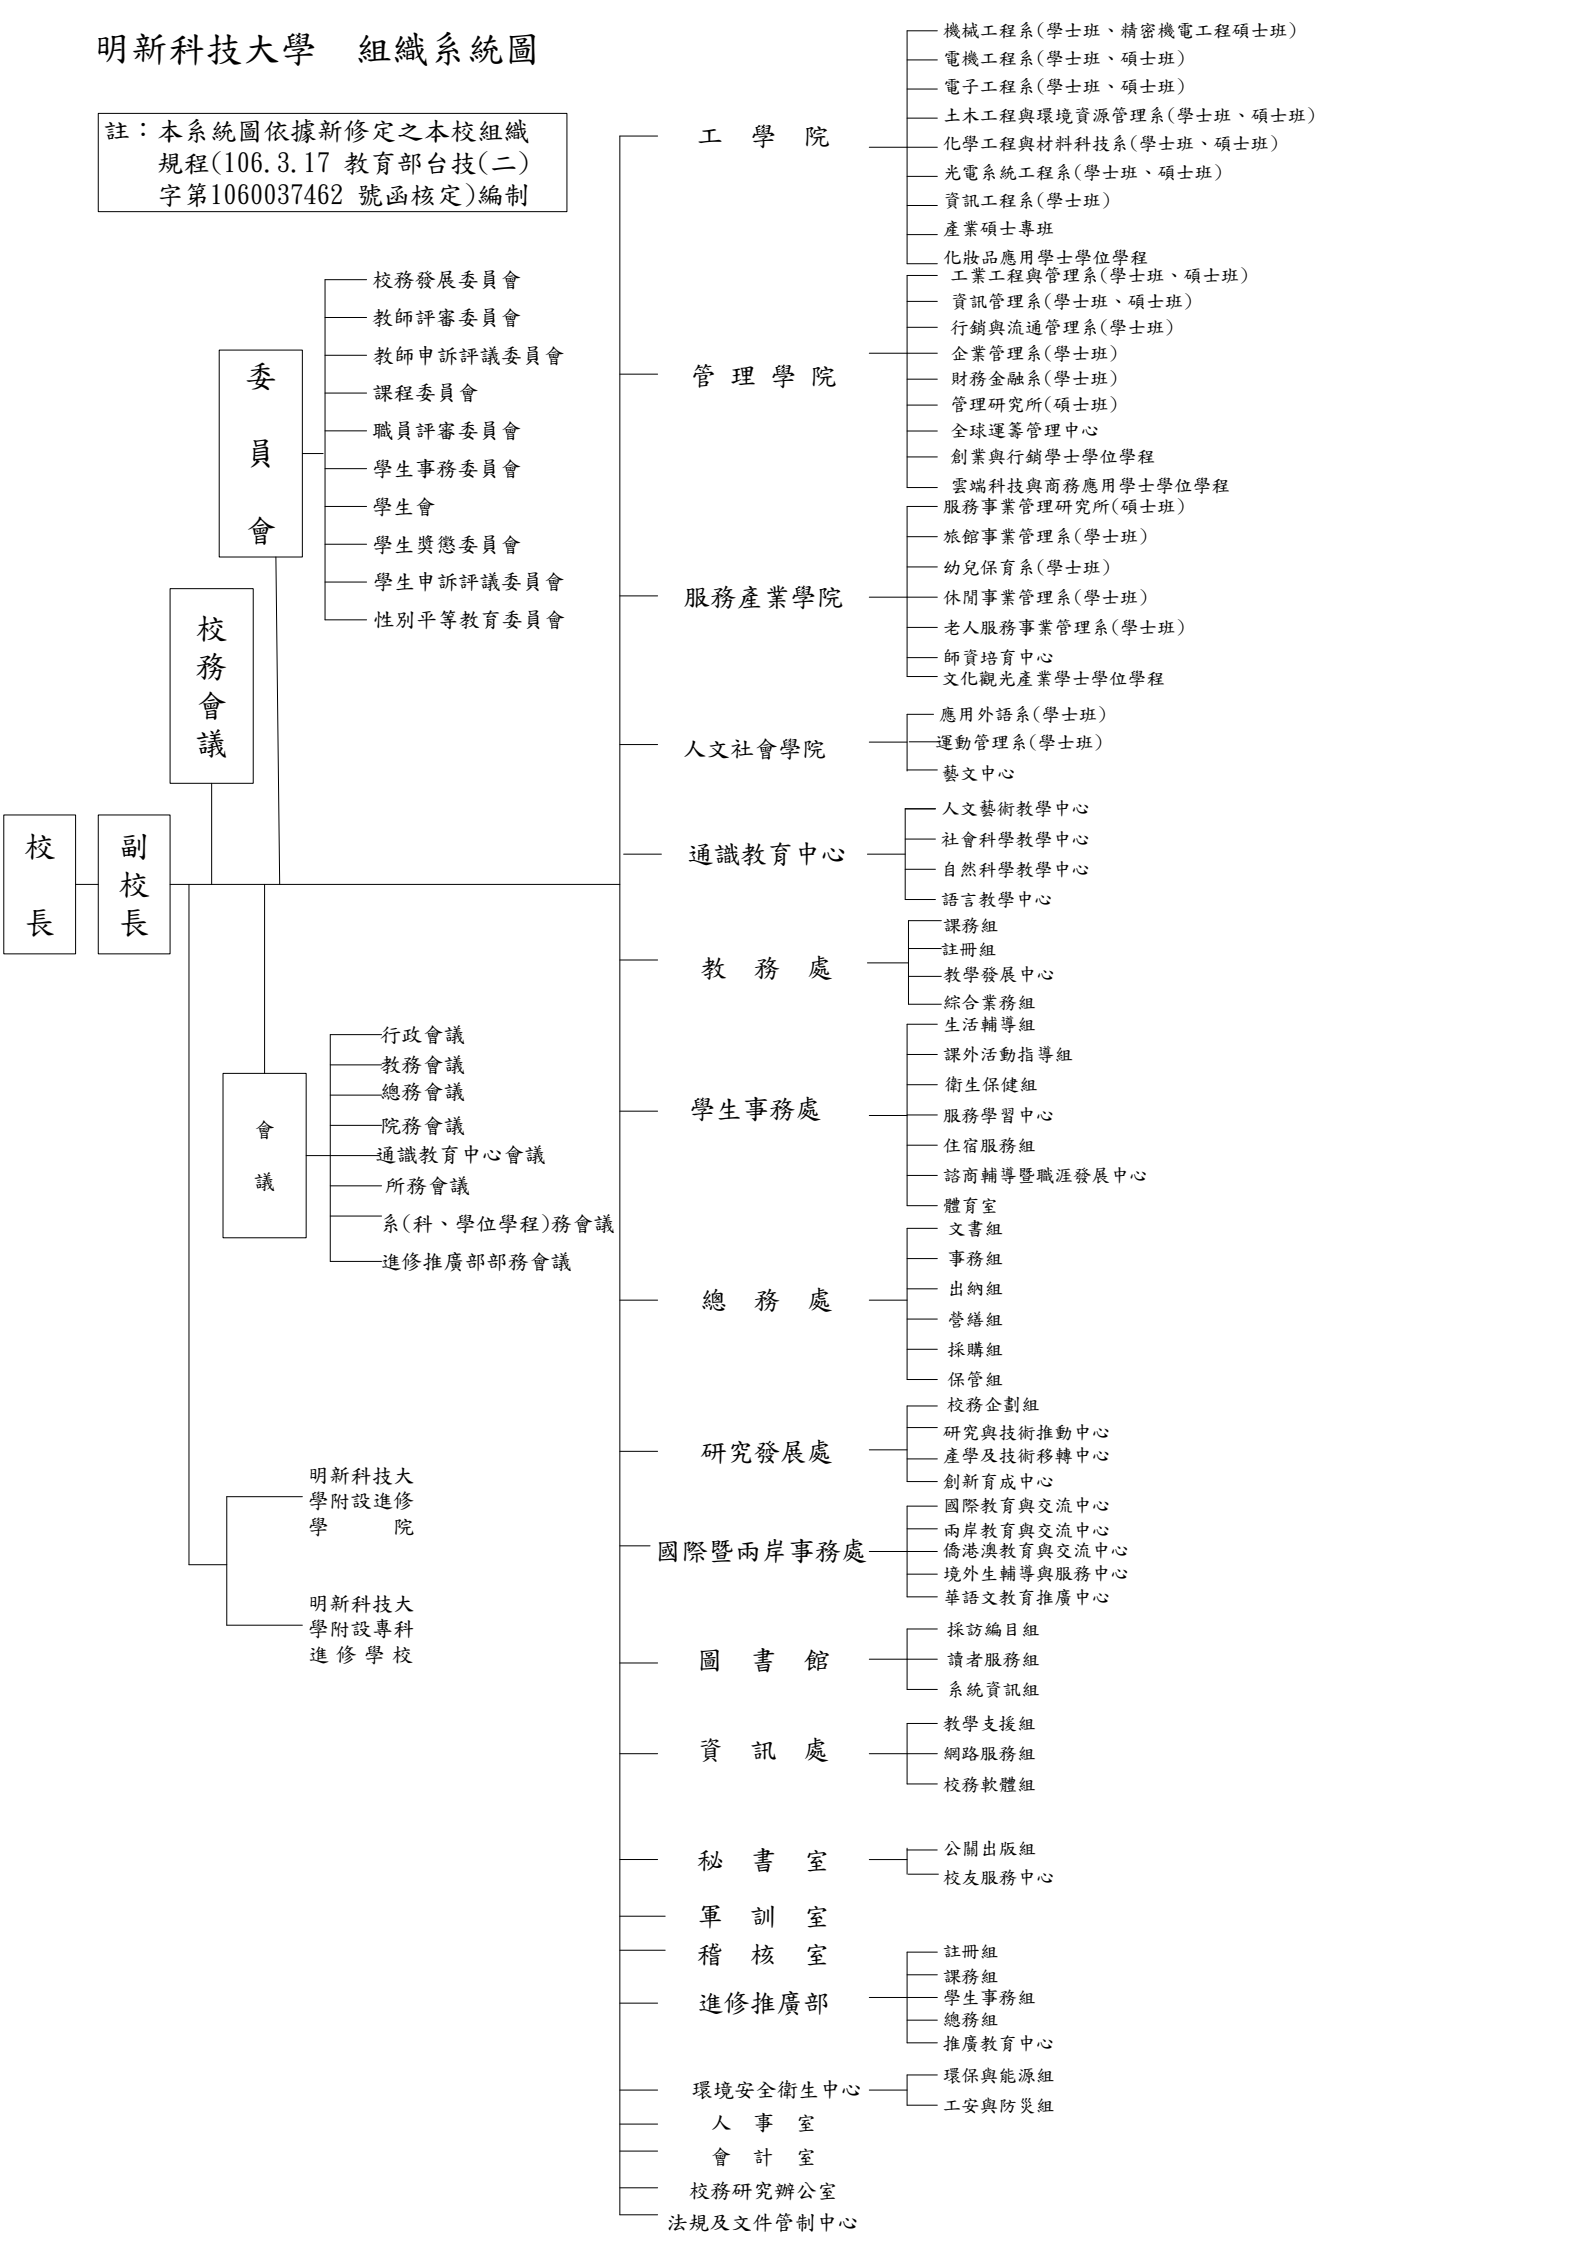 明新科技大學　組織系統圖
註：本系統圖依據新修定之本校組織
規程(106.3.17 教育部台技(二)
字第1060037462 號函核定)編制
校長
副校長
校務會議
委員會
校務發展委員會
教師評審委員會
教師申訴評議委員會
課程委員會
職員評審委員會
學生事務委員會
學生會
學生獎懲委員會
學生申訴評議委員會
性別平等教育委員會
會議
行政會議
教務會議
總務會議
院務會議
通識教育中心會議
所務會議
系(科、學位學程)務會議
進修推廣部部務會議
明新科技大
學附設進修
學　　院
明新科技大
學附設專科
進修學校
工學院
機械工程系(學士班、精密機電工程碩士班)
電機工程系(學士班、碩士班)
電子工程系(學士班、碩士班)
土木工程與環境資源管理系(學士班、碩士班)
化學工程與材料科技系(學士班、碩士班)
光電系統工程系(學士班、碩士班)
資訊工程系(學士班)
產業碩士專班
化妝品應用學士學位學程
管理學院
工業工程與管理系(學士班、碩士班)
資訊管理系(學士班、碩士班)
行銷與流通管理系(學士班)
企業管理系(學士班)
財務金融系(學士班)
管理研究所(碩士班)
全球運籌管理中心
創業與行銷學士學位學程
雲端科技與商務應用學士學位學程
服務產業學院
服務事業管理研究所(碩士班)
旅館事業管理系(學士班)
幼兒保育系(學士班)
休閒事業管理系(學士班)
老人服務事業管理系(學士班)
師資培育中心
文化觀光產業學士學位學程
人文社會學院
應用外語系(學士班)
運動管理系(學士班)
藝文中心
通識教育中心
人文藝術教學中心
社會科學教學中心
自然科學教學中心
語言教學中心
教務處
課務組
註冊組
教學發展中心
綜合業務組
學生事務處
生活輔導組
課外活動指導組
衛生保健組
服務學習中心
住宿服務組
諮商輔導暨職涯發展中心
體育室
總務處
文書組
事務組
出納組
營繕組
採購組
保管組
研究發展處
校務企劃組
研究與技術推動中心
產學及技術移轉中心
創新育成中心
國際暨兩岸事務處
國際教育與交流中心
兩岸教育與交流中心
僑港澳教育與交流中心
境外生輔導與服務中心
華語文教育推廣中心
圖書館
採訪編目組
讀者服務組
系統資訊組
資訊處
教學支援組
網路服務組
校務軟體組
秘書室
公關出版組
校友服務中心
軍訓室
稽核室
進修推廣部
註冊組
課務組
學生事務組
總務組
推廣教育中心
環境安全衛生中心
環保與能源組
工安與防災組
人事室
會計室
校務研究辦公室
法規及文件管制中心